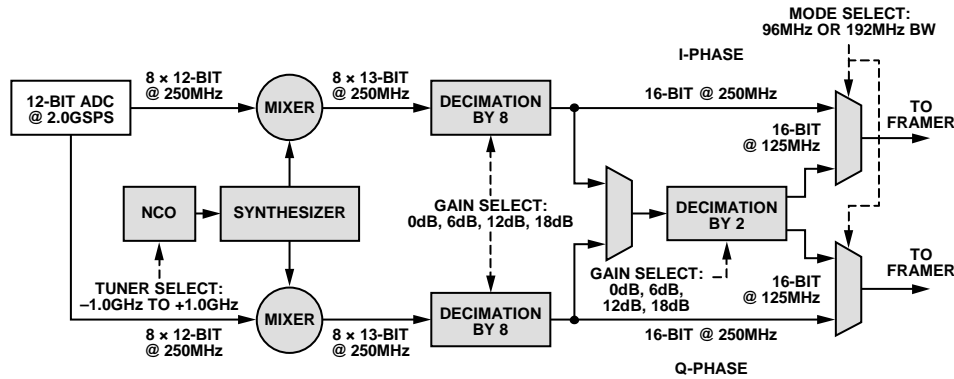 MODE SELECT:
96MHz OR 192MHz BW
I-PHASE
8 × 12-BIT
@ 250MHz
8 × 13-BIT
@ 250MHz
12-BIT ADC
@ 2.0GSPS
MIXER
DECIMATION
BY 8
16-BIT @ 250MHz
TO
FRAMER
16-BIT
@ 125MHz
NCO
SYNTHESIZER
GAIN SELECT:
0dB, 6dB, 12dB, 18dB
DECIMATION
BY 2
TUNER SELECT:
–1.0GHz TO +1.0GHz
GAIN SELECT:
0dB, 6dB,
12dB, 18dB
TO
FRAMER
16-BIT
@ 125MHz
MIXER
DECIMATION
BY 8
8 × 12-BIT
@ 250MHz
8 × 13-BIT
@ 250MHz
16-BIT @ 250MHz
Q-PHASE